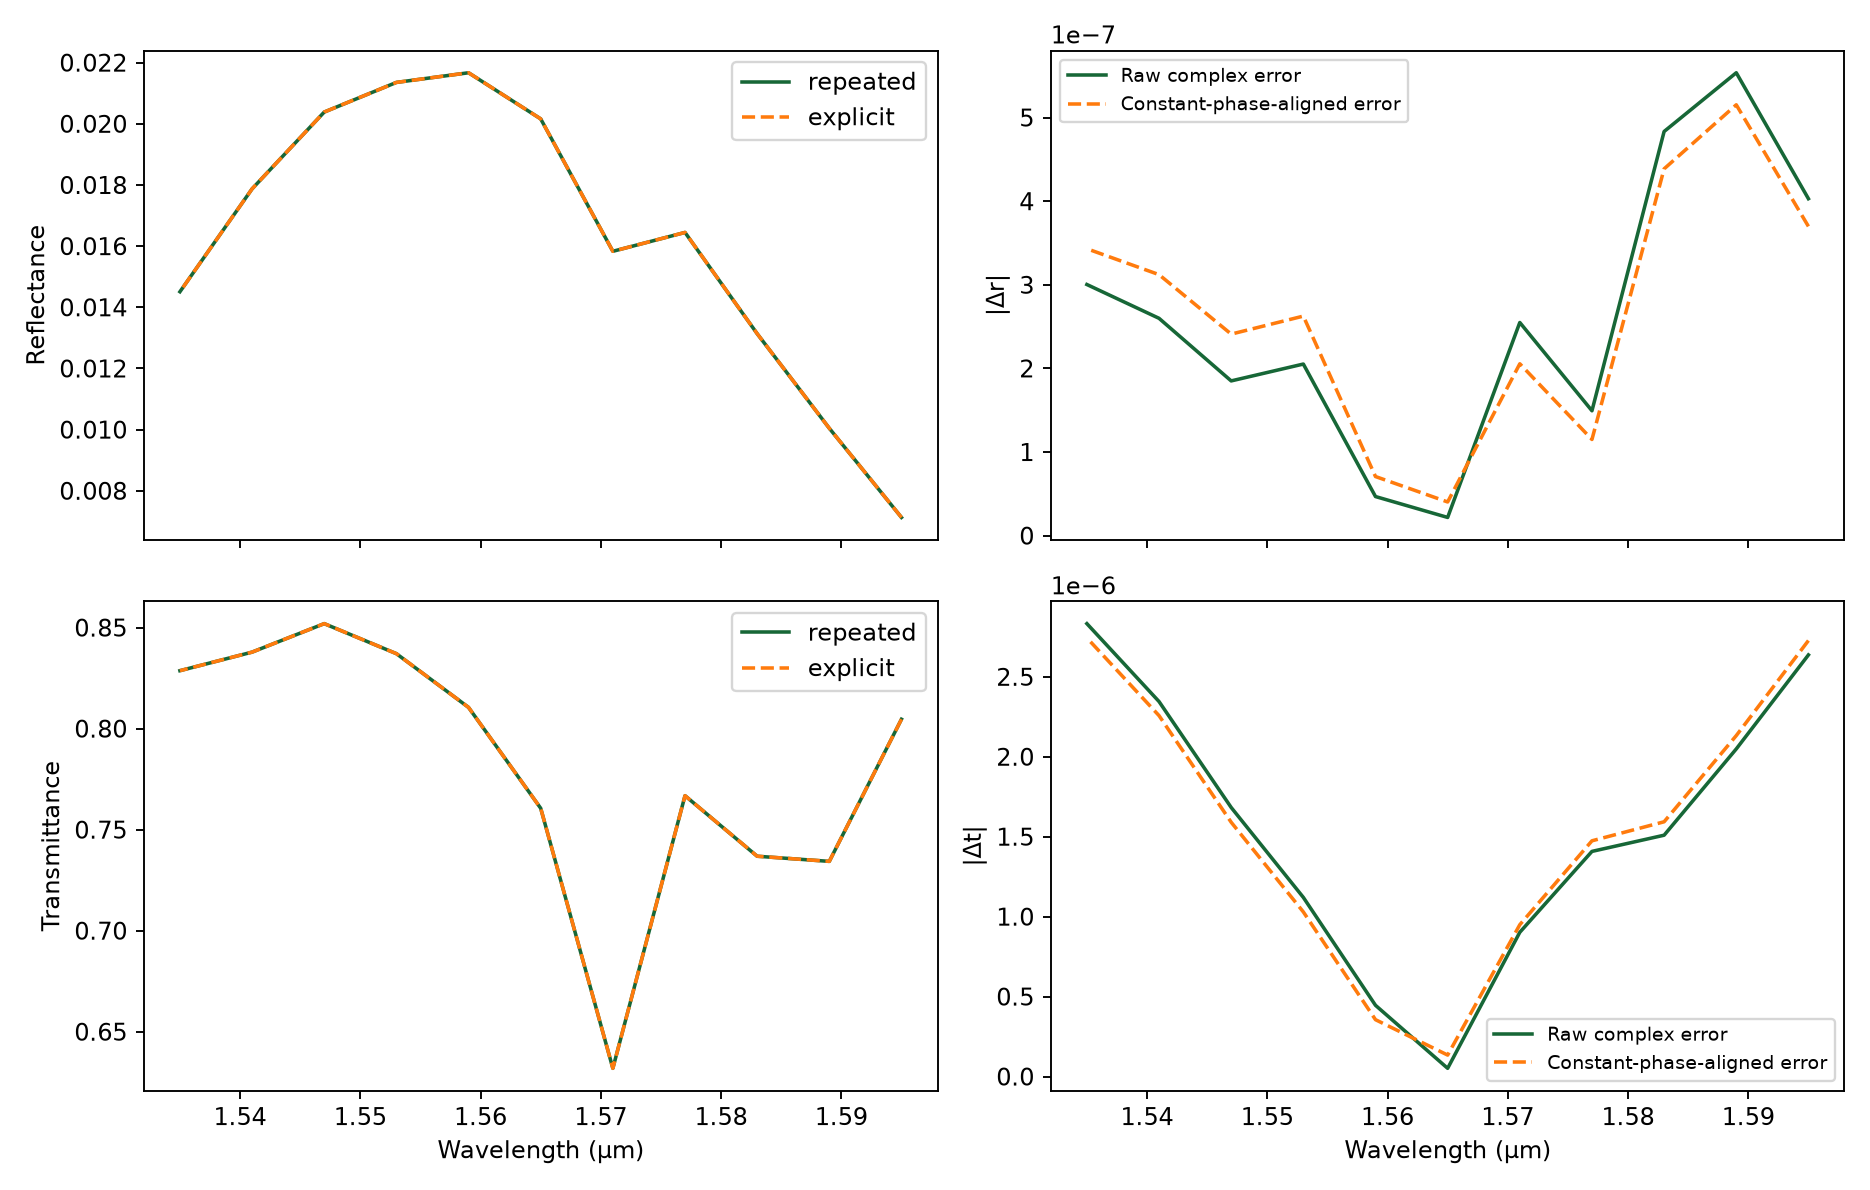 0.022
0.020
0.018
0.016
0.014
0.012
0.010
0.008
Reflectance
repeated
explicit
1e−7
5
4
3
2
1
0
|Δr|
Raw complex error
Constant-phase-aligned error
0.85
0.80
0.75
0.70
0.65
Transmittance
repeated
explicit
1.54 1.55 1.56 1.57 1.58 1.59
Wavelength (μm)
1e−6
2.5
2.0
1.5
1.0
0.5
0.0
|Δt|
Raw complex error
Constant-phase-aligned error
1.54 1.55 1.56 1.57 1.58 1.59
Wavelength (μm)